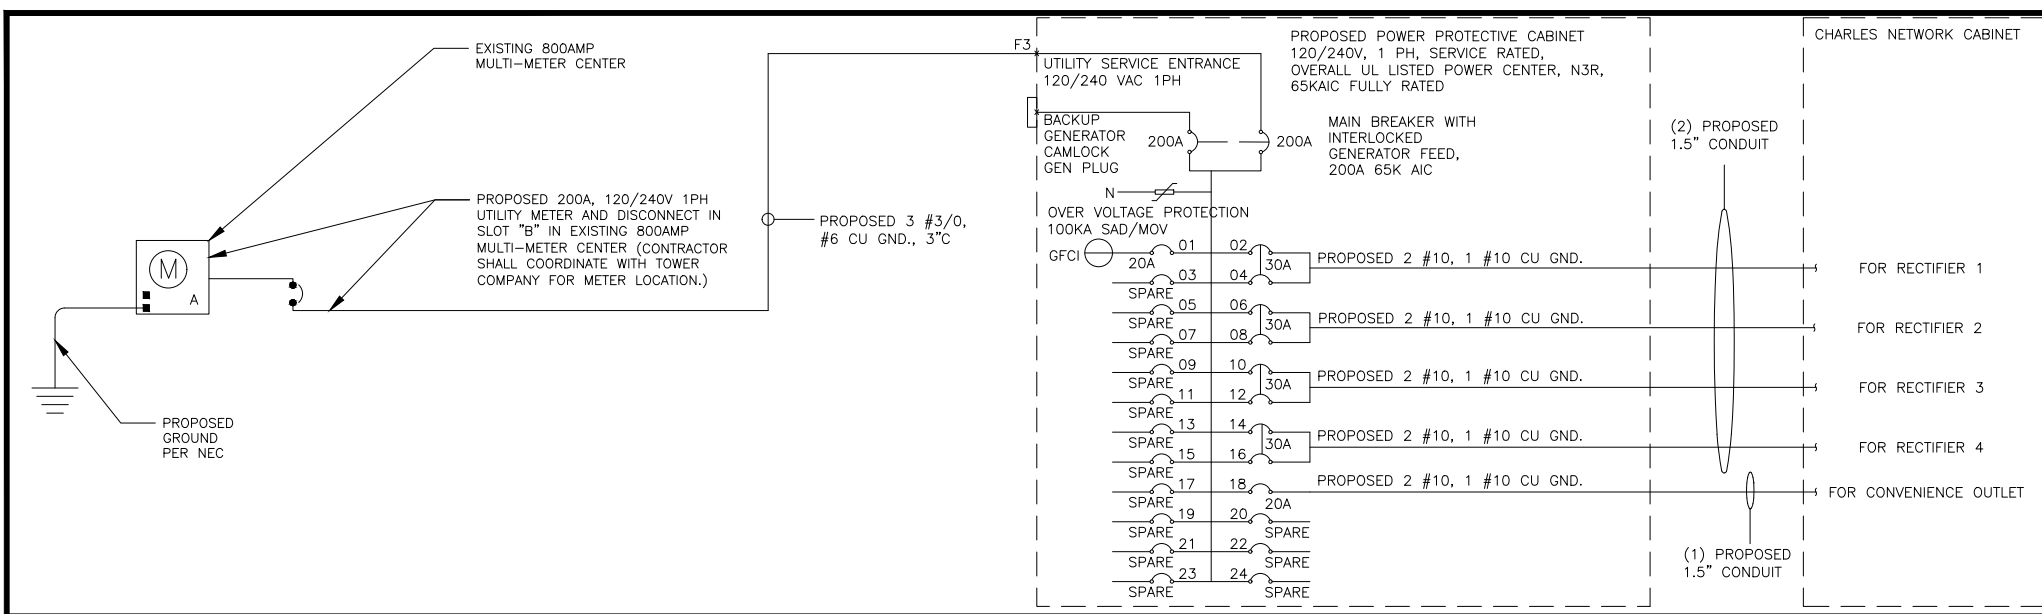 EXISTING 800AMP
MULTI-METER CENTER
PROPOSED 200A, 120/240V 1PH
UTILITY METER AND DISCONNECT IN
SLOT "B" IN EXISTING 800AMP
MULTI-METER CENTER (CONTRACTOR
SHALL COORDINATE WITH TOWER
COMPANY FOR METER LOCATION.)
M
A
PROPOSED
GROUND
PER NEC
PROPOSED 3 #3/0,
#6 CU GND., 3"C
F3
UTILITY SERVICE ENTRANCE
120/240 VAC 1PH
BACKUP
GENERATOR
CAMLOCK
GEN PLUG
200A
200A
PROPOSED POWER PROTECTIVE CABINET
120/240V, 1 PH, SERVICE RATED,
OVERALL UL LISTED POWER CENTER, N3R,
65KAIC FULLY RATED
MAIN BREAKER WITH
INTERLOCKED
GENERATOR FEED,
200A 65K AIC
N
OVER VOLTAGE PROTECTION
100KA SAD/MOV
GFCI
20A
01 02
30A
PROPOSED 2 #10, 1 #10 CU GND.
FOR RECTIFIER 1
03 04
SPARE
05 06
SPARE
30A
PROPOSED 2 #10, 1 #10 CU GND.
FOR RECTIFIER 2
07 08
SPARE
09 10
SPARE
30A
PROPOSED 2 #10, 1 #10 CU GND.
FOR RECTIFIER 3
11 12
SPARE
13 14
SPARE
30A
PROPOSED 2 #10, 1 #10 CU GND.
FOR RECTIFIER 4
15 16
SPARE
17 18
SPARE
20A
PROPOSED 2 #10, 1 #10 CU GND.
FOR CONVENIENCE OUTLET
19 20
SPARE SPARE
21 22
SPARE SPARE
23 24
SPARE SPARE
(2) PROPOSED
1.5" CONDUIT
(1) PROPOSED
1.5" CONDUIT
CHARLES NETWORK CABINET